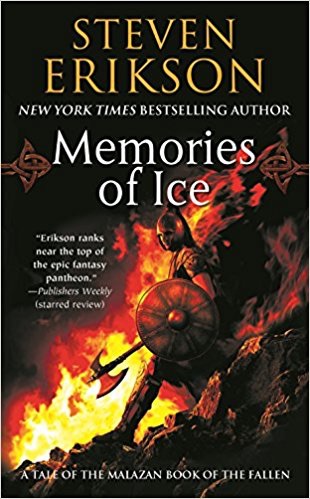 STEVEN
ERIKSON
NEW YORK TIMES BESTSELLING AUTHOR
Memories
of Ice
"Erikson ranks
near the top of
the epic fantasy
pantheon."
—Publishers Weekly
(starred review)
A TALE OF THE MALAZAN BOOK OF THE FALLEN